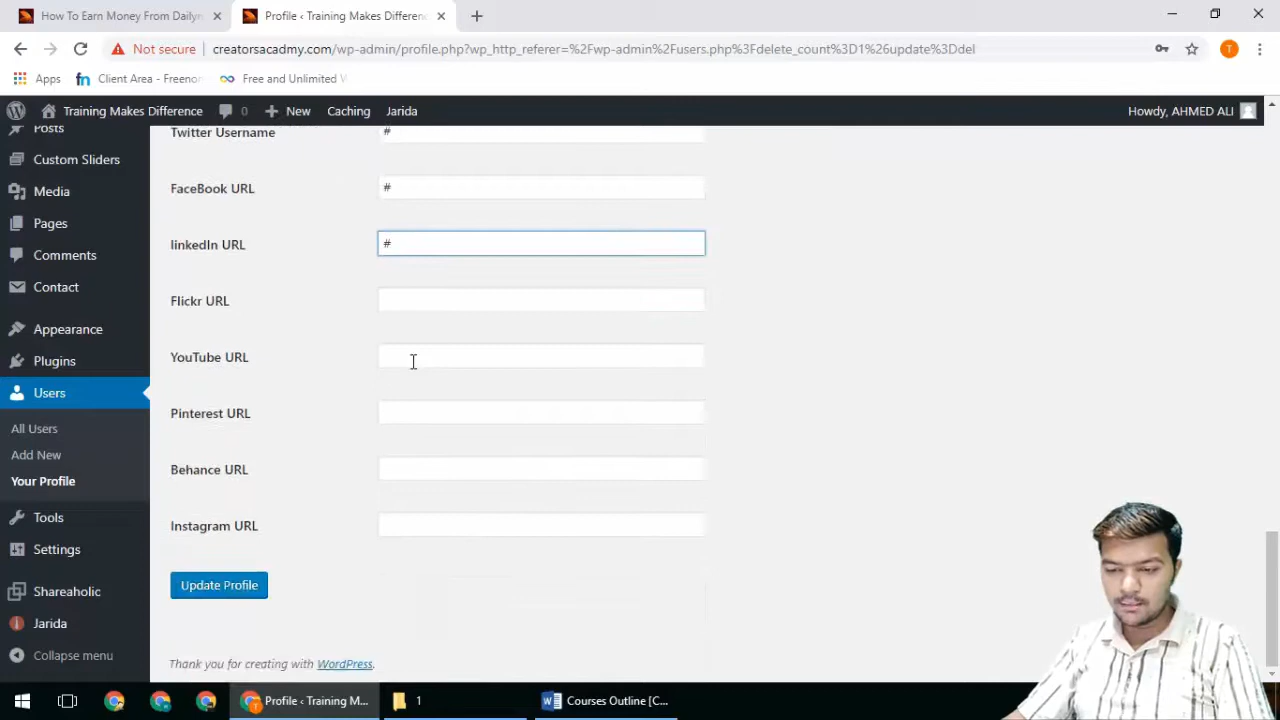 How To Earn Money From Dailyn
Profile ‹ Training Makes Differenc
Not secure
creatorsacadmy.com/wp-admin/profile.php?wp_http_referer=%2Fwp-admin%2Fusers.php%3Fdelete_count%3D1%26update%3Ddel
T
Apps
fn Client Area - Freenor
Free and Unlimited V
Training Makes Difference
0
New
Caching
Jarida
Howdy, AHMED ALI
Posts
Custom Sliders
Media
Pages
Comments
Contact
Appearance
Plugins
Users
All Users
Add New
Your Profile
Tools
Settings
Shareaholic
Jarida
Collapse menu
Twitter Username #
FaceBook URL #
linkedIn URL #
Flickr URL
YouTube URL
Pinterest URL
Behance URL
Instagram URL
Update Profile
Thank you for creating with WordPress.
Profile ‹ Training M...
1
Courses Outline [C...